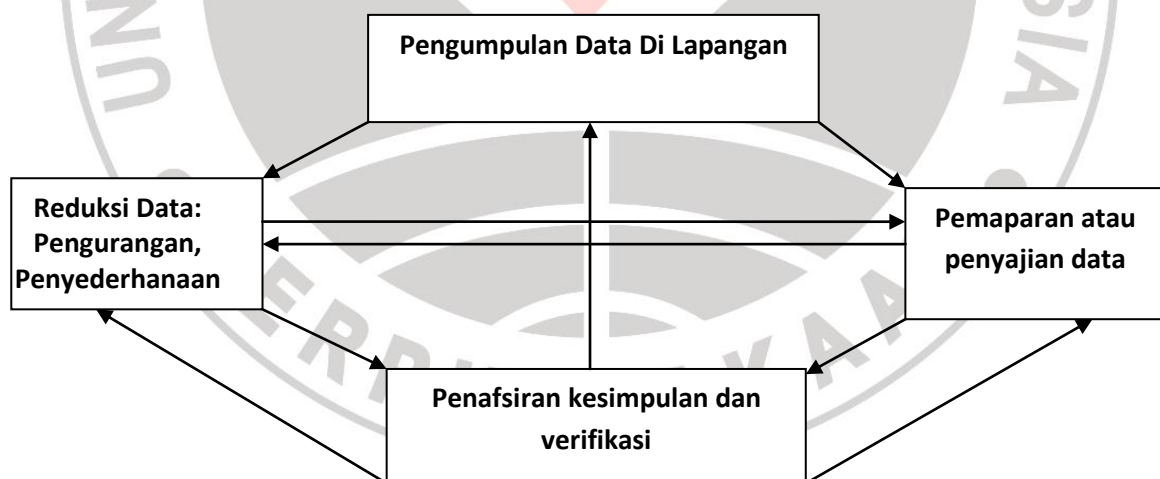 Pengumpulan Data Di Lapangan
Reduksi Data:
Pengurangan,
Penyederhanaan
Pemaparan atau
penyajian data
Penafsiran kesimpulan dan
verifikasi